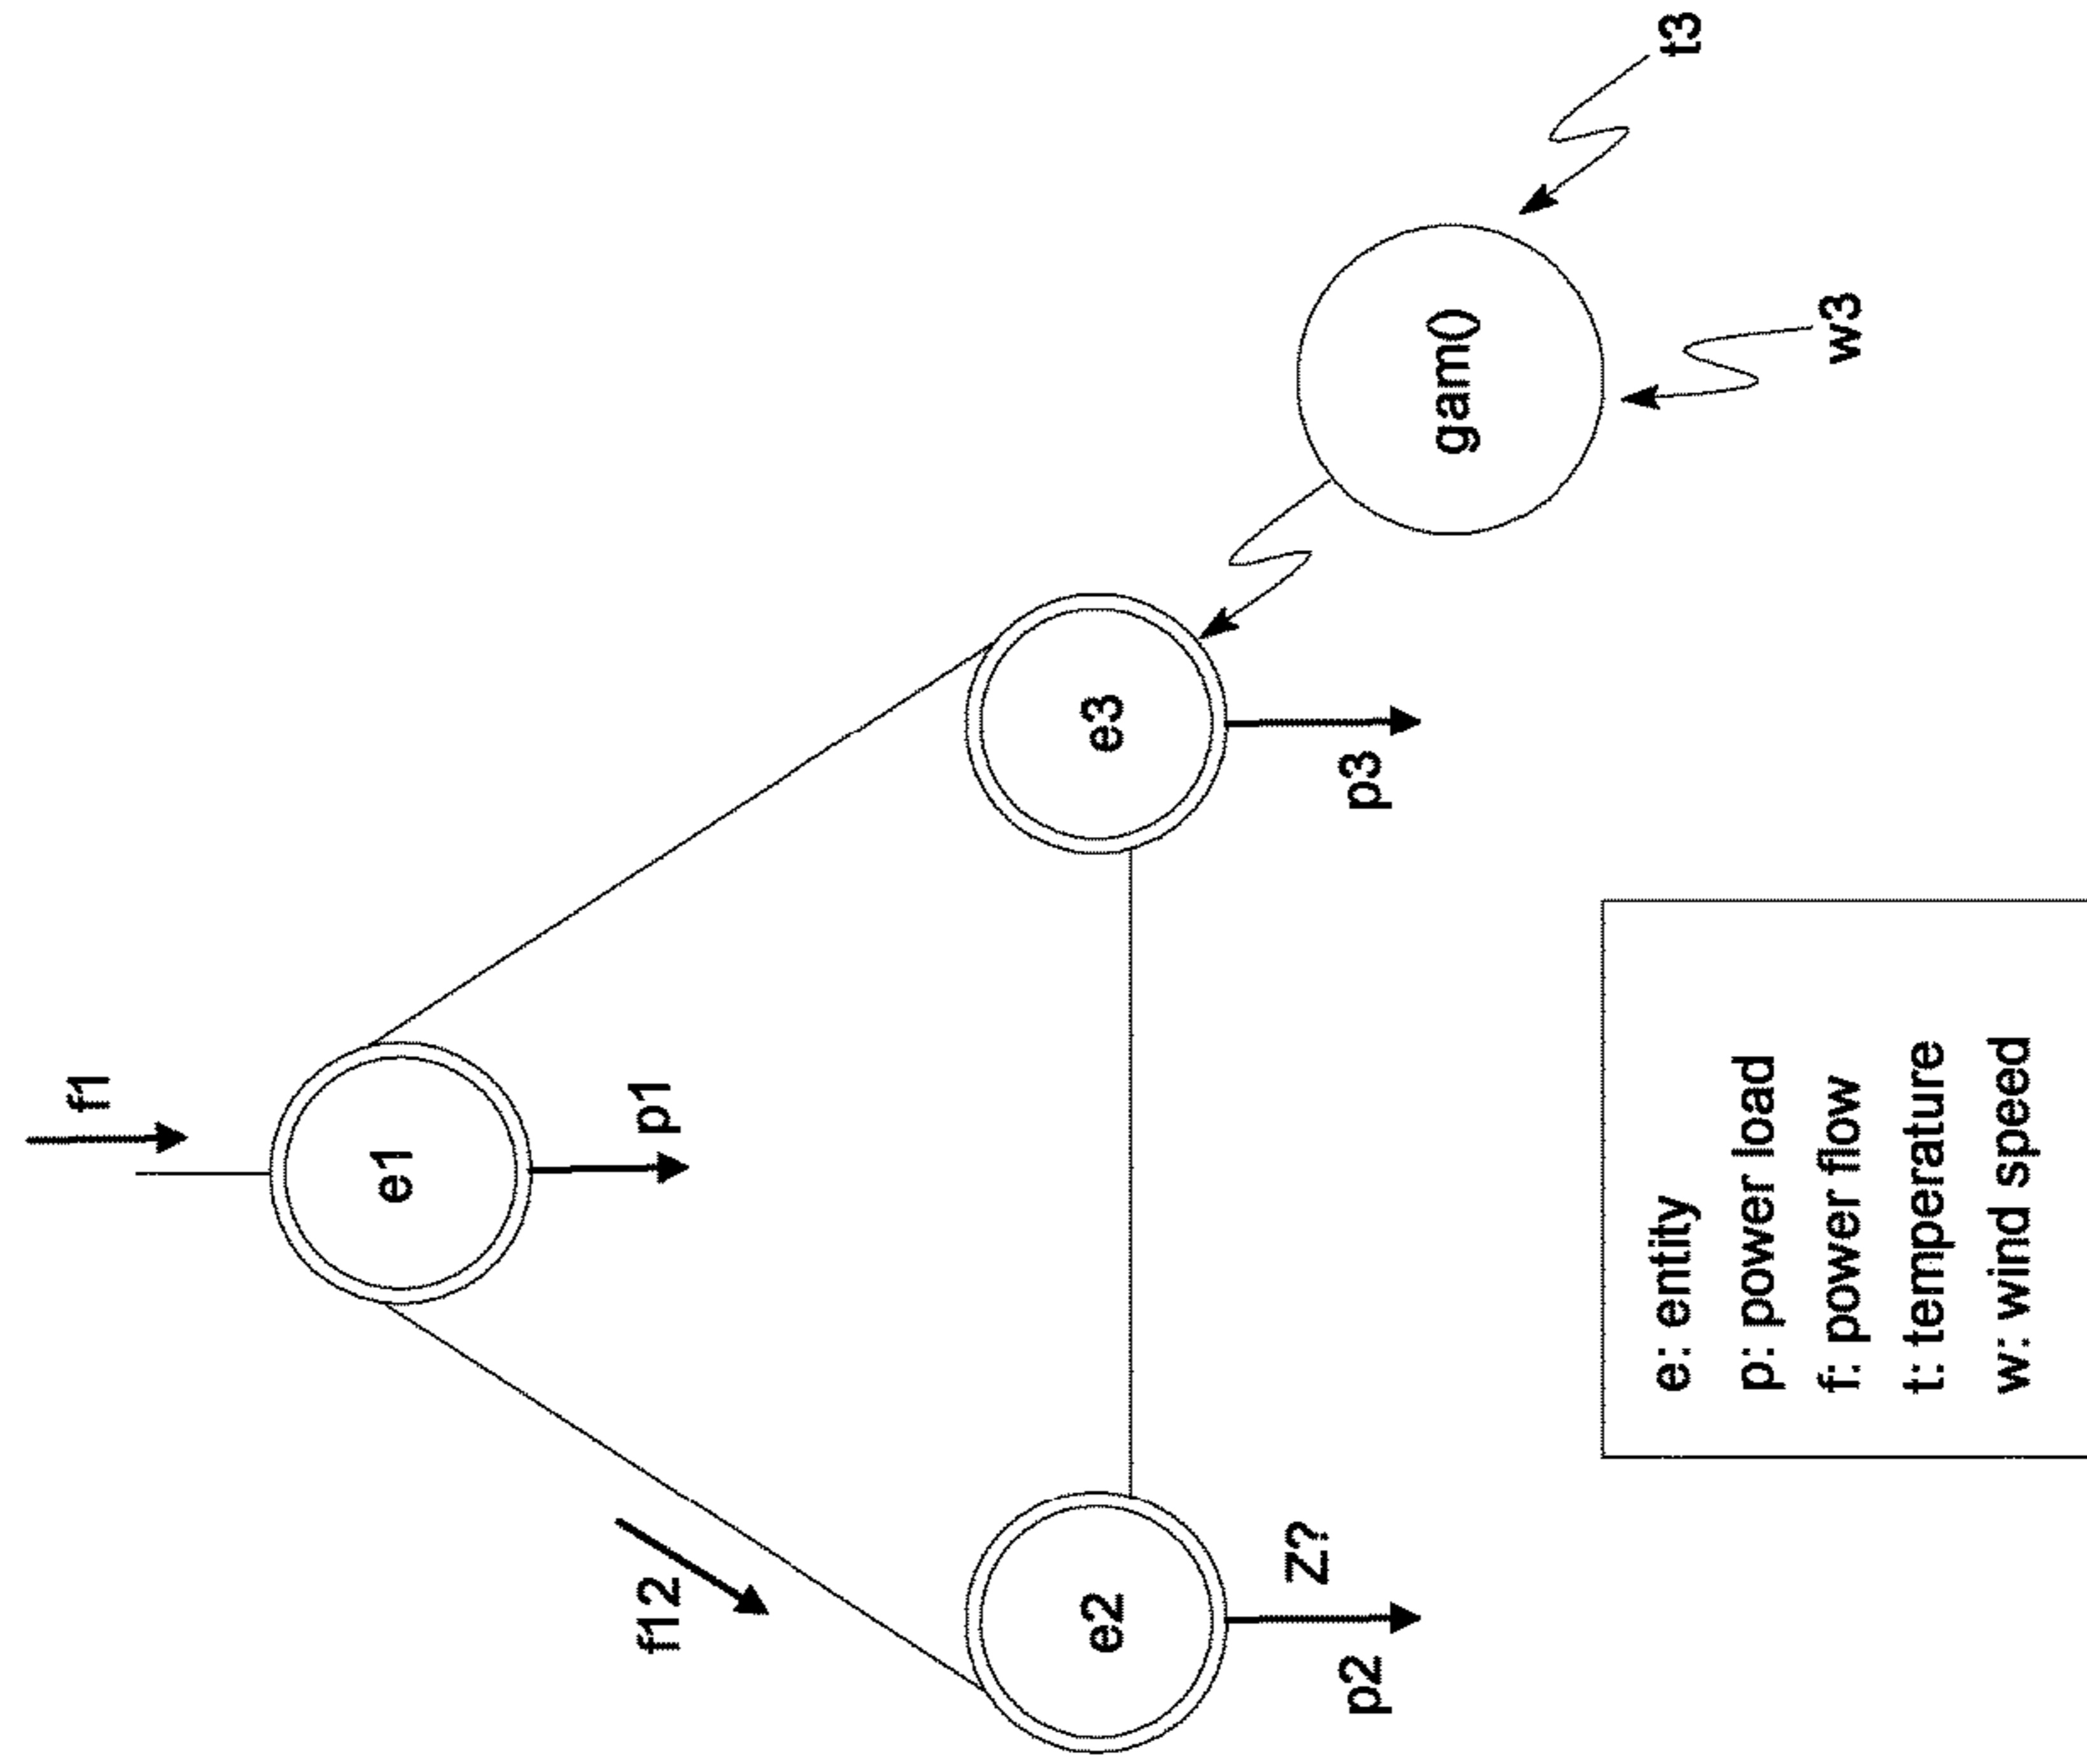 f1
e1
p1
f12
e2
e3
Z?
p2
p3
gam()
t3
w3
e: entity
p: power load
f: power flow
t: temperature
w: wind speed